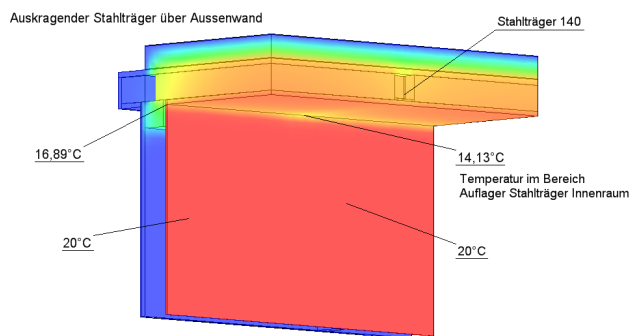 Auskragender Stahlträger über Aussenwand
Stahlträger 140
16,89°C
14,13°C
Temperatur im Bereich
Auflager Stahlträger Innenraum
20°C
20°C